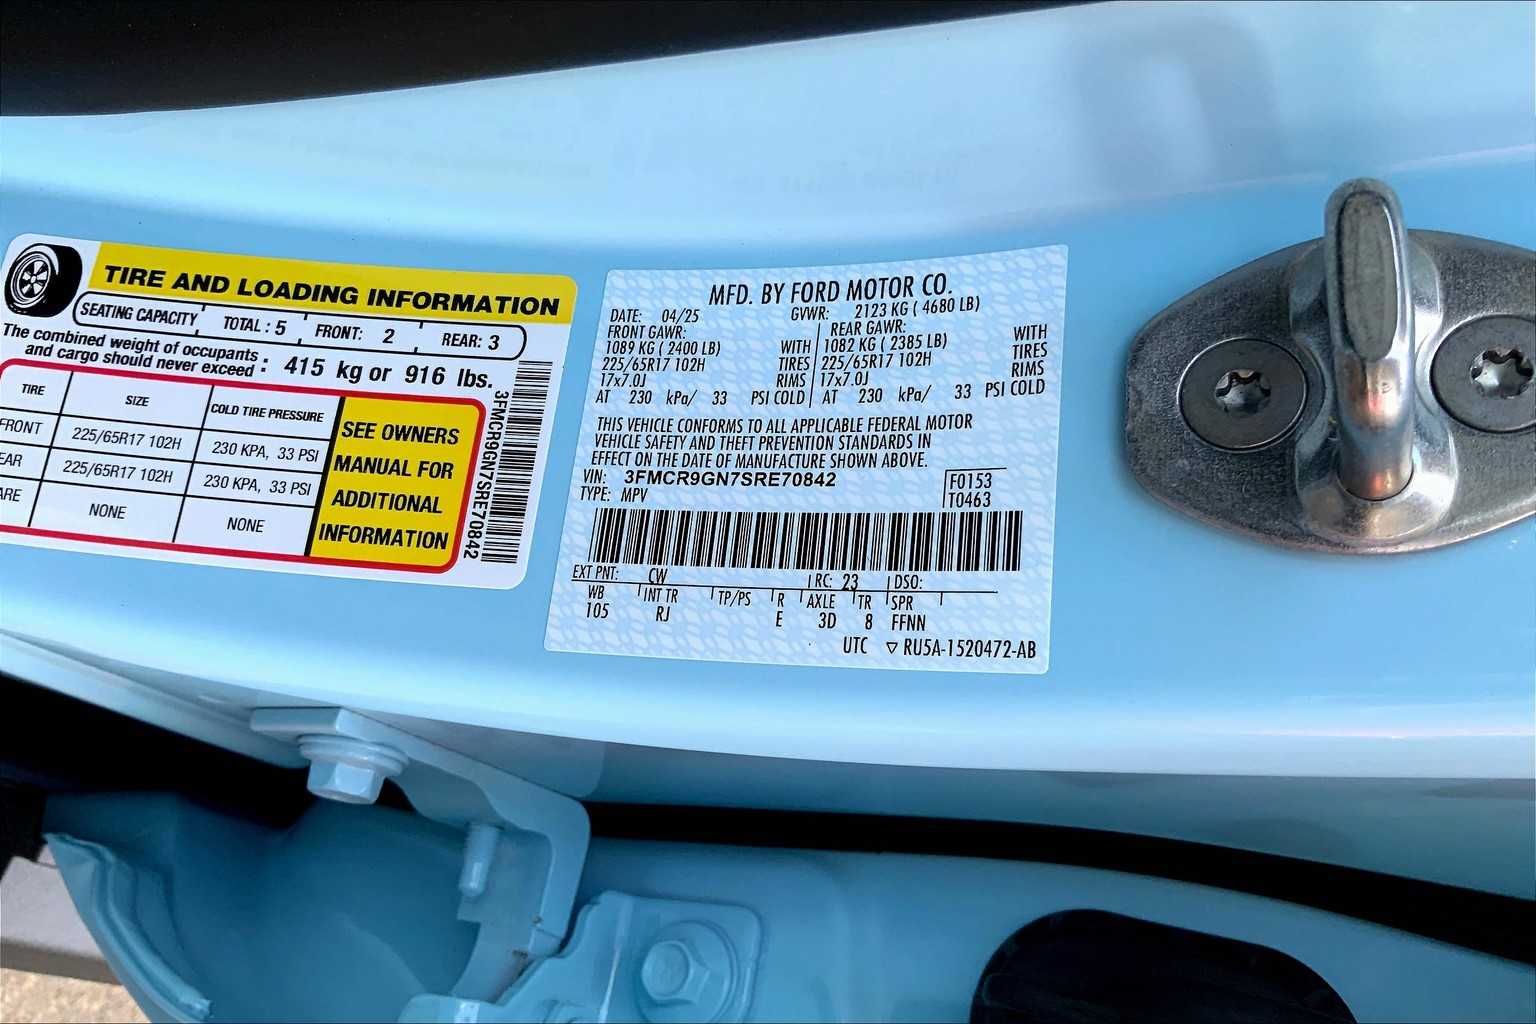 TIRE AND LOADING INFORMATION
SEATING CAPACITY TOTAL : 5 FRONT: 2 REAR: 3
The combined weight of occupants
and cargo should never exceed : 415 kg or 916 lbs.
TIRE SIZE COLD TIRE PRESSURE
FRONT 225/65R17 102H 230 KPA, 33 PSI
EAR 225/65R17 102H 230 KPA, 33 PSI
ARE NONE NONE
SEE OWNERS
MANUAL FOR
ADDITIONAL
INFORMATION
3FMCR9GN7SRE70842
MFD. BY FORD MOTOR CO.
DATE: 04/25 GVWR: 2123 KG ( 4680 LB)
FRONT GAWR: REAR GAWR:
1089 KG ( 2400 LB) WITH 1082 KG ( 2385 LB) WITH
225/65R17 102H TIRES 225/65R17 102H TIRES
17x7.0J RIMS 17x7.0J RIMS
AT 230 kPa/ 33 PSI COLD AT 230 kPa/ 33 PSI COLD
THIS VEHICLE CONFORMS TO ALL APPLICABLE FEDERAL MOTOR
VEHICLE SAFETY AND THEFT PREVENTION STANDARDS IN
EFFECT ON THE DATE OF MANUFACTURE SHOWN ABOVE.
VIN: 3FMCR9GN7SRE70842 F0153
TYPE: MPV T0463
EXT PNT: CW RC: 23 DSO:
WB INT TR TP/PS R AXLE TR SPR
105 RJ E 3D 8 FFNN
UTC ▽ RU5A-1520472-AB